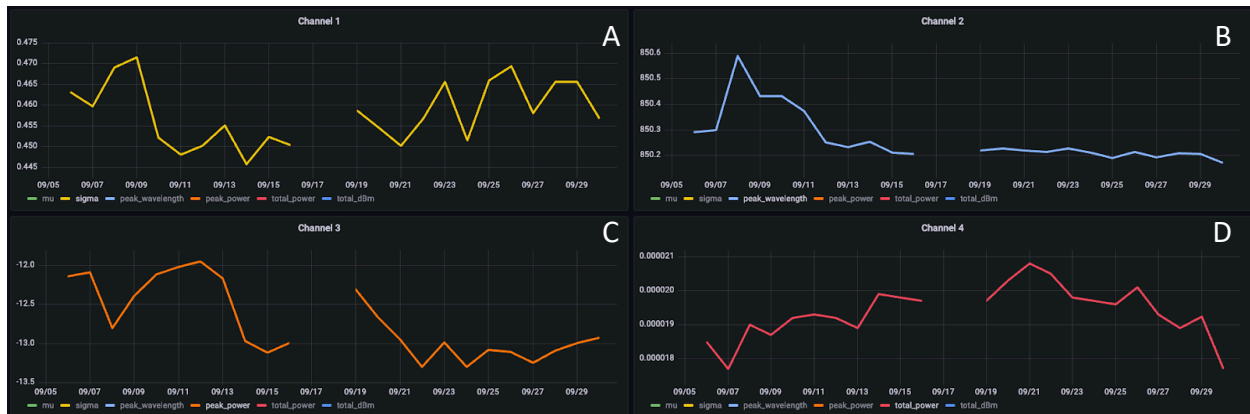 Channel 1
A
0.475
0.470
0.465
0.460
0.455
0.450
0.445
09/05 09/07 09/09 09/11 09/13 09/15 09/17 09/19 09/21 09/23 09/25 09/27 09/29
mu sigma peak_wavelength peak_power total_power total_dBm
Channel 2
B
850.6
850.5
850.4
850.3
850.2
09/05 09/07 09/09 09/11 09/13 09/15 09/17 09/19 09/21 09/23 09/25 09/27 09/29
mu sigma peak_wavelength peak_power total_power total_dBm
Channel 3
C
-12.0
-12.5
-13.0
-13.5
09/05 09/07 09/09 09/11 09/13 09/15 09/17 09/19 09/21 09/23 09/25 09/27 09/29
mu sigma peak_wavelength peak_power total_power total_dBm
Channel 4
D
0.000021
0.000020
0.000019
0.000018
09/05 09/07 09/09 09/11 09/13 09/15 09/17 09/19 09/21 09/23 09/25 09/27 09/29
mu sigma peak_wavelength peak_power total_power total_dBm